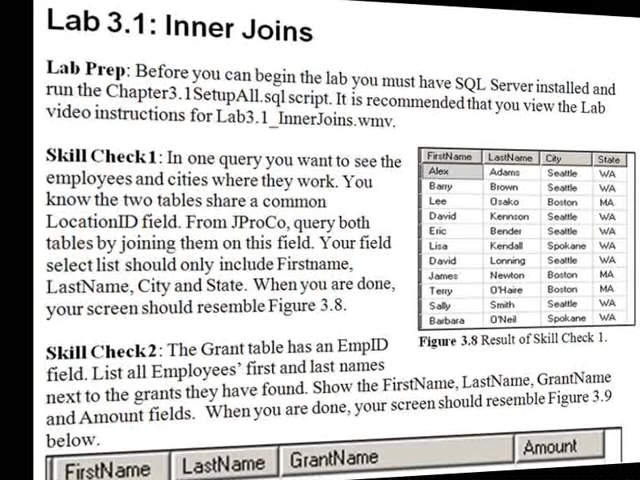 Lab 3.1: Inner Joins
Lab Prep: Before you can begin the lab you must have SQL Server installed and
run the Chapter3.1SetupAll.sql script. It is recommended that you view the Lab
video instructions for Lab3.1_InnerJoins.wmv.
Skill Check1: In one query you want to see the
employees and cities where they work. You
know the two tables share a common
LocationID field. From JProCo, query both
tables by joining them on this field. Your field
select list should only include Firstname,
LastName, City and State. When you are done,
your screen should resemble Figure 3.8.
FirstName LastName City State
Alex Adams Seattle WA
Barry Brown Seattle WA
Lee Osako Boston MA
David Kennson Seattle WA
Eric Bender Seattle WA
Lisa Kendall Spokane WA
David Lonning Seattle WA
James Newton Boston MA
Terry O'Haire Boston MA
Sally Smith Seattle WA
Barbara O'Neil Spokane WA
Figure 3.8 Result of Skill Check 1.
Skill Check2: The Grant table has an EmpID
field. List all Employees' first and last names
next to the grants they have found. Show the FirstName, LastName, GrantName
and Amount fields. When you are done, your screen should resemble Figure 3.9
below.
FirstName LastName GrantName Amount